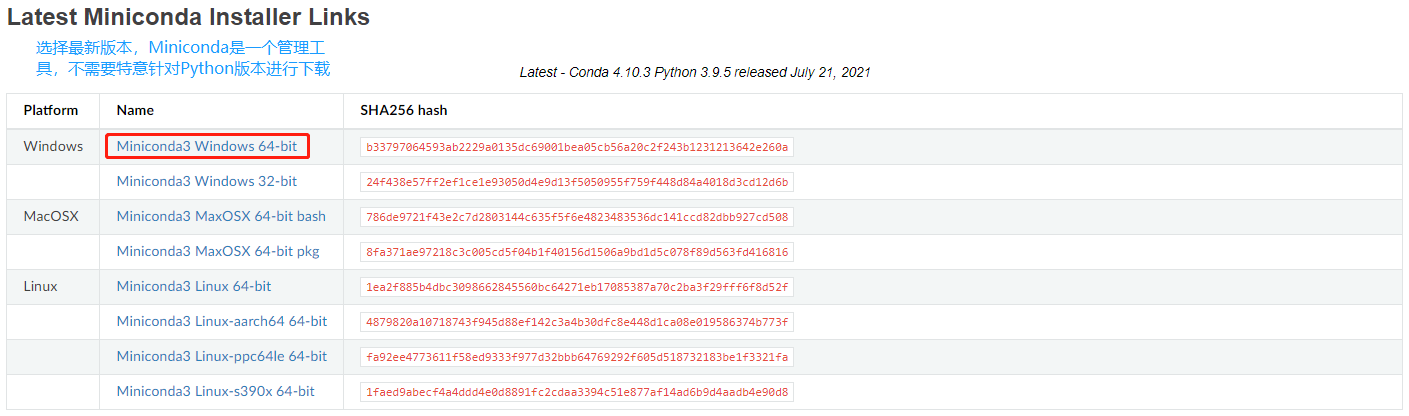 Latest Miniconda Installer Links
选择最新版本，Miniconda是一个管理工
具，不需要特意针对Python版本进行下载
Latest - Conda 4.10.3 Python 3.9.5 released July 21, 2021
Platform Name SHA256 hash
Windows Miniconda3 Windows 64-bit b33797064593ab2229a0135dc69001bea05cb56a20c2f243b1231213642e260a
Miniconda3 Windows 32-bit 24f438e57ff2ef1ce1e93050d4e9d13f5050955f759f448d84a4018d3cd12d6b
MacOSX Miniconda3 MaxOSX 64-bit bash 786de9721f43e2c7d2803144c635f5f6e4823483536dc141ccd82dbb927cd508
Miniconda3 MaxOSX 64-bit pkg 8fa371ae97218c3c005cd5f04b1f40156d1506a9bd1d5c078f89d563fd416816
Linux Miniconda3 Linux 64-bit 1ea2f885b4dbc3098662845560bc64271eb17085387a70c2ba3f29fff6f8d52f
Miniconda3 Linux-aarch64 64-bit 4879820a10718743f945d88ef142c3a4b30dfc8e448d1ca08e019586374b773f
Miniconda3 Linux-ppc64le 64-bit fa92ee4773611f58ed9333f977d32bbb64769292f605d518732183be1f3321fa
Miniconda3 Linux-s390x 64-bit 1faed9abecf4a4ddd4e0d8891fc2cdaa3394c51e877af14ad6b9d4aadb4e90d8